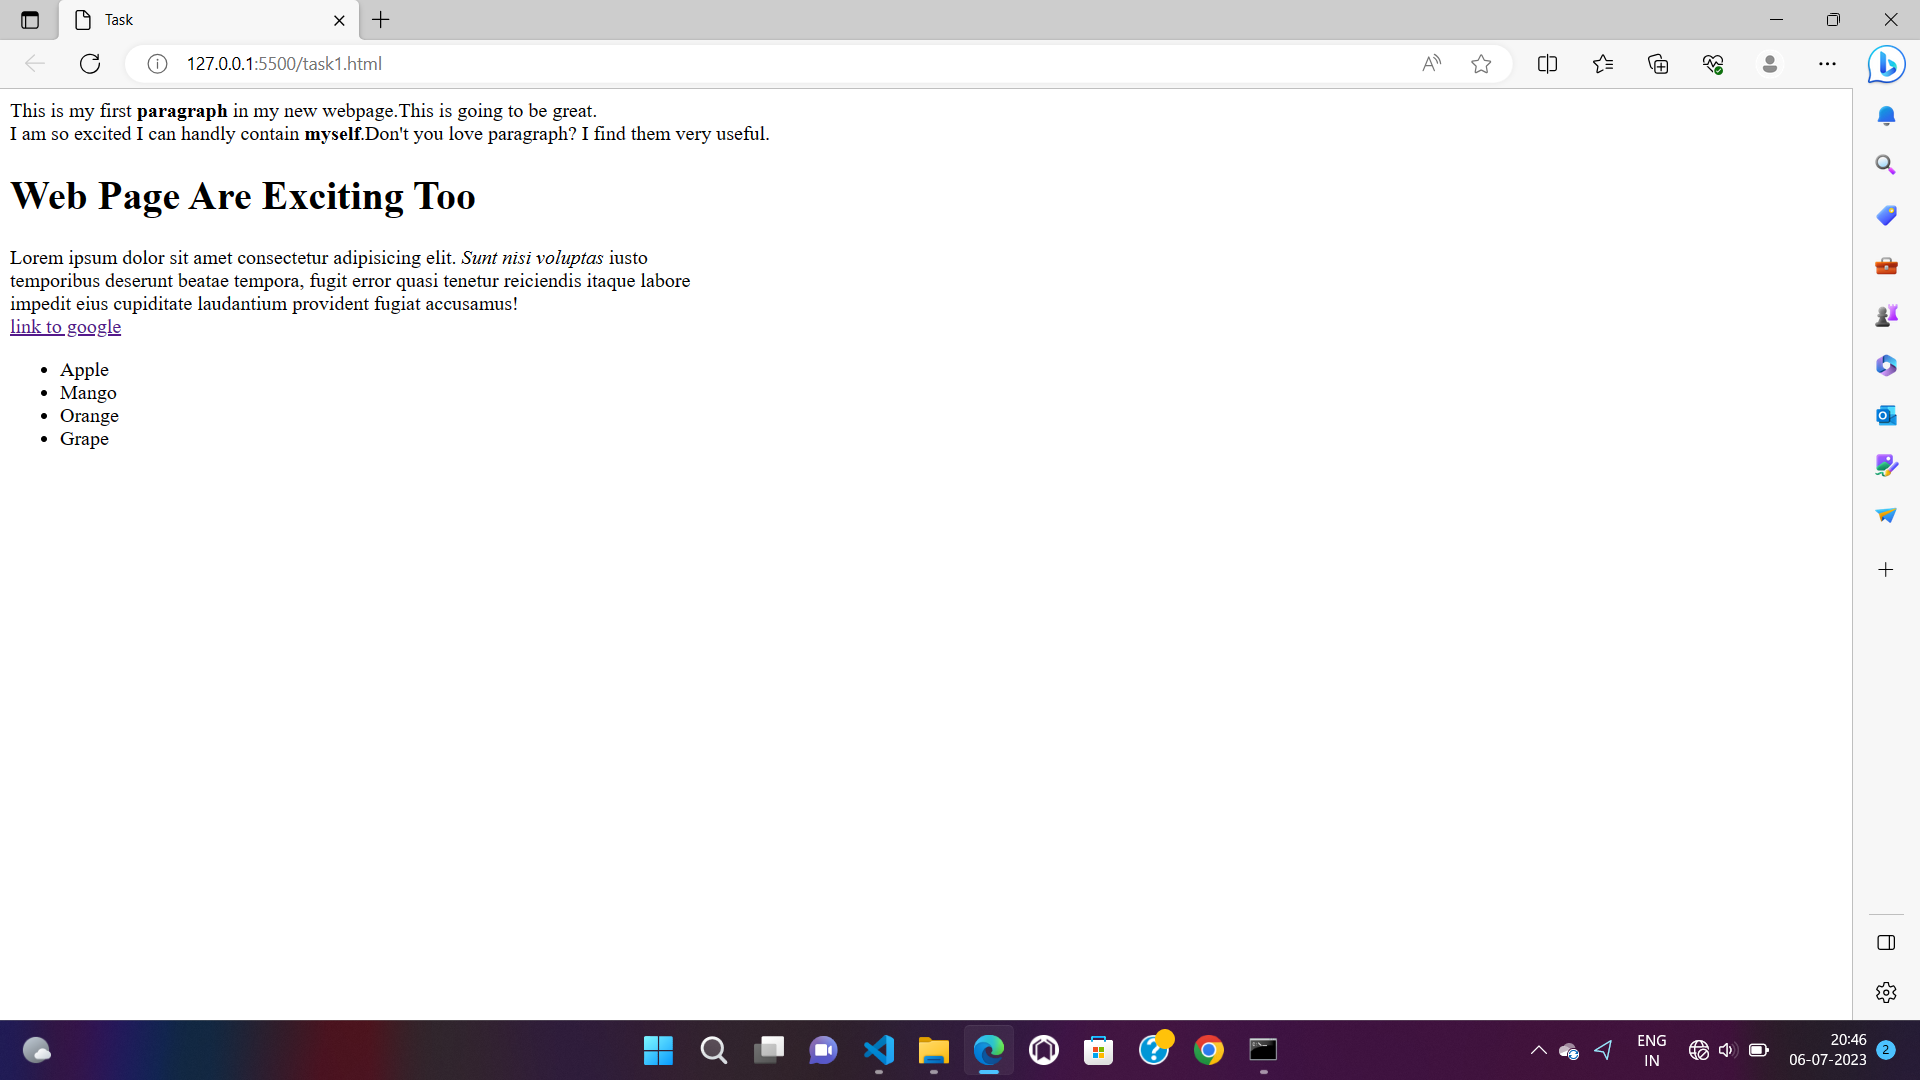 Task
127.0.0.1:5500/task1.html
This is my first paragraph in my new webpage.This is going to be great.
I am so excited I can handly contain myself.Don't you love paragraph? I find them very useful.
Web Page Are Exciting Too
Lorem ipsum dolor sit amet consectetur adipisicing elit. Sunt nisi voluptas iusto
temporibus deserunt beatae tempora, fugit error quasi tenetur reiciendis itaque labore
impedit eius cupiditate laudantium provident fugiat accusamus!
link to google
Apple
Mango
Orange
Grape
ENG
IN
20:46
06-07-2023
2